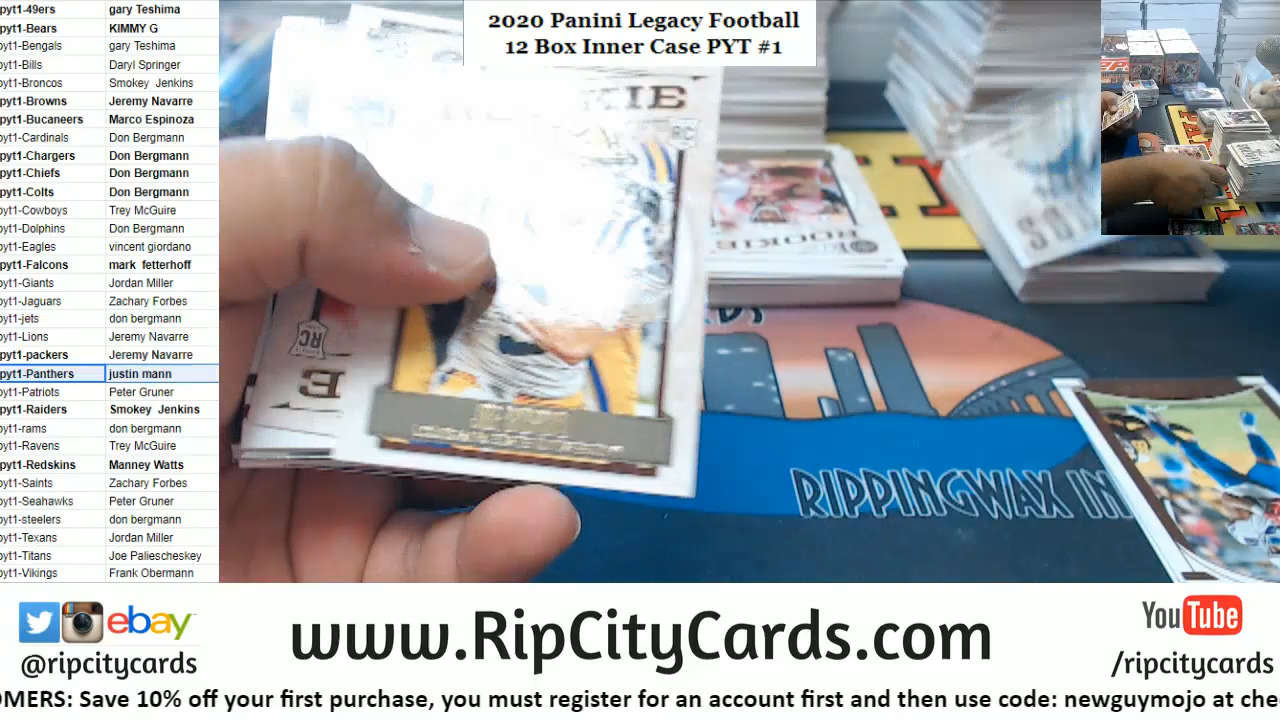 2020 Panini Legacy Football
12 Box Inner Case PYT #1
pyt1-49ers gary Teshima
pyt1-Bears KIMMY G
pyt1-Bengals gary Teshima
pyt1-Bills Daryl Springer
pyt1-Broncos Smokey Jenkins
pyt1-Browns Jeremy Navarre
pyt1-Bucaneers Marco Espinoza
pyt1-Cardinals Don Bergmann
pyt1-Chargers Don Bergmann
pyt1-Chiefs Don Bergmann
pyt1-Colts Don Bergmann
pyt1-Cowboys Trey McGuire
pyt1-Dolphins Don Bergmann
pyt1-Eagles vincent giordano
pyt1-Falcons mark fetterhoff
pyt1-Giants Jordan Miller
pyt1-Jaguars Zachary Forbes
pyt1-jets don bergmann
pyt1-Lions Jeremy Navarre
pyt1-packers Jeremy Navarre
pyt1-Panthers justin mann
pyt1-Patriots Peter Gruner
pyt1-Raiders Smokey Jenkins
pyt1-rams don bergmann
pyt1-Ravens Trey McGuire
pyt1-Redskins Manney Watts
pyt1-Saints Zachary Forbes
pyt1-Seahawks Peter Gruner
pyt1-steelers don bergmann
pyt1-Texans Jordan Miller
pyt1-Titans Joe Paliescheskey
pyt1-Vikings Frank Obermann
KIE
RC
RC
E
ROOKIE
RIPPINGWAX IN
ebay
@ripcitycards
www.RipCityCards.com
YouTube
/ripcitycards
OMERS: Save 10% off your first purchase, you must register for an account first and then use code: newguymojo at che